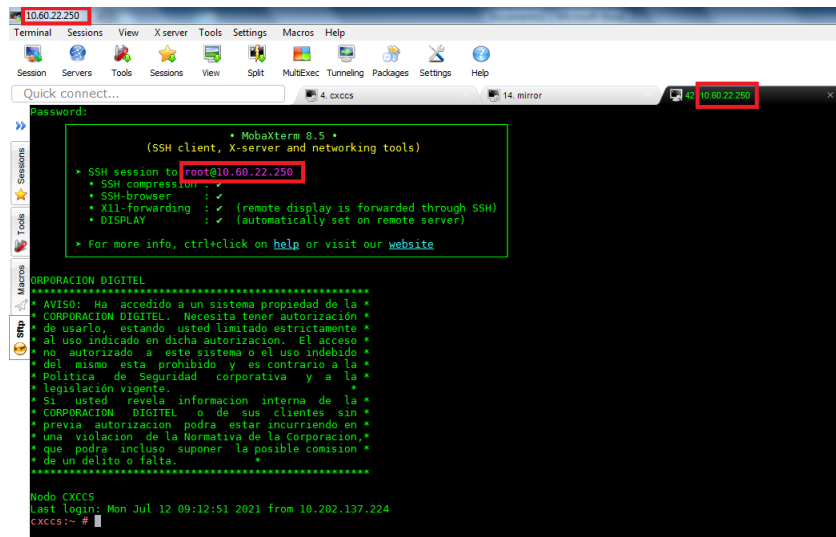 10.60.22.250
Terminal Sessions View X server Tools Settings Macros Help
Session Servers Tools Sessions View Split MultiExec Tunneling Packages Settings Help
Quick connect...
4. cxccs
14. mirror
42. 10.60.22.250
Sessions
Tools
Macros
Sftp
Password:
• MobaXterm 8.5 •
(SSH client, X-server and networking tools)
➤ SSH session to root@10.60.22.250
• SSH compression : ✔
• SSH-browser : ✔
• X11-forwarding : ✔ (remote display is forwarded through SSH)
• DISPLAY : ✔ (automatically set on remote server)
➤ For more info, ctrl+click on help or visit our website
ORPORACION DIGITEL
*****************************************************
* AVISO: Ha accedido a un sistema propiedad de la *
* CORPORACION DIGITEL. Necesita tener autorización *
* de usarlo, estando usted limitado estrictamente *
* al uso indicado en dicha autorizacion. El acceso *
* no autorizado a este sistema o el uso indebido *
* del mismo esta prohibido y es contrario a la *
* Politica de Seguridad corporativa y a la *
* legislación vigente. *
* Si usted revela informacion interna de la *
* CORPORACION DIGITEL o de sus clientes sin *
* previa autorizacion podra estar incurriendo en *
* una violacion de la Normativa de la Corporacion,*
* que podra incluso suponer la posible comision *
* de un delito o falta. *
*****************************************************
Nodo CXCCS
Last login: Mon Jul 12 09:12:51 2021 from 10.202.137.224
cxccs:~ #